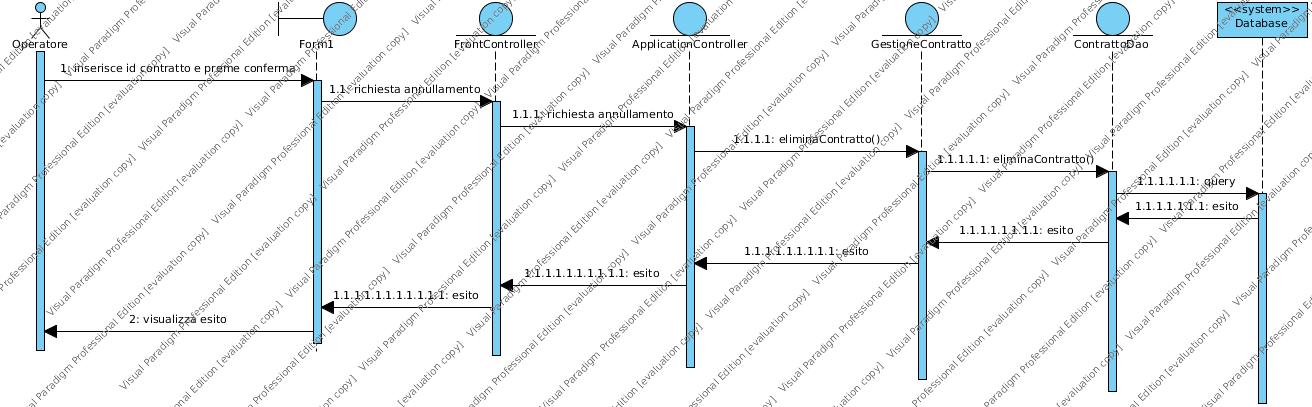 <<system>>
Database
Operatore
Form1
FrontController
ApplicationController
GestioneContratto
ContrattoDao
1: inserisce id contratto e preme conferma
1.1: richiesta annullamento
1.1.1: richiesta annullamento
1.1.1.1: eliminaContratto()
1.1.1.1.1: eliminaContratto()
1.1.1.1.1.1: query
1.1.1.1.1.1.1: esito
1.1.1.1.1.1.1.1: esito
1.1.1.1.1.1.1.1.1: esito
1.1.1.1.1.1.1.1.1.1: esito
1.1.1.1.1.1.1.1.1.1.1: esito
2: visualizza esito
Visual Paradigm Professional Edition [evaluation copy]